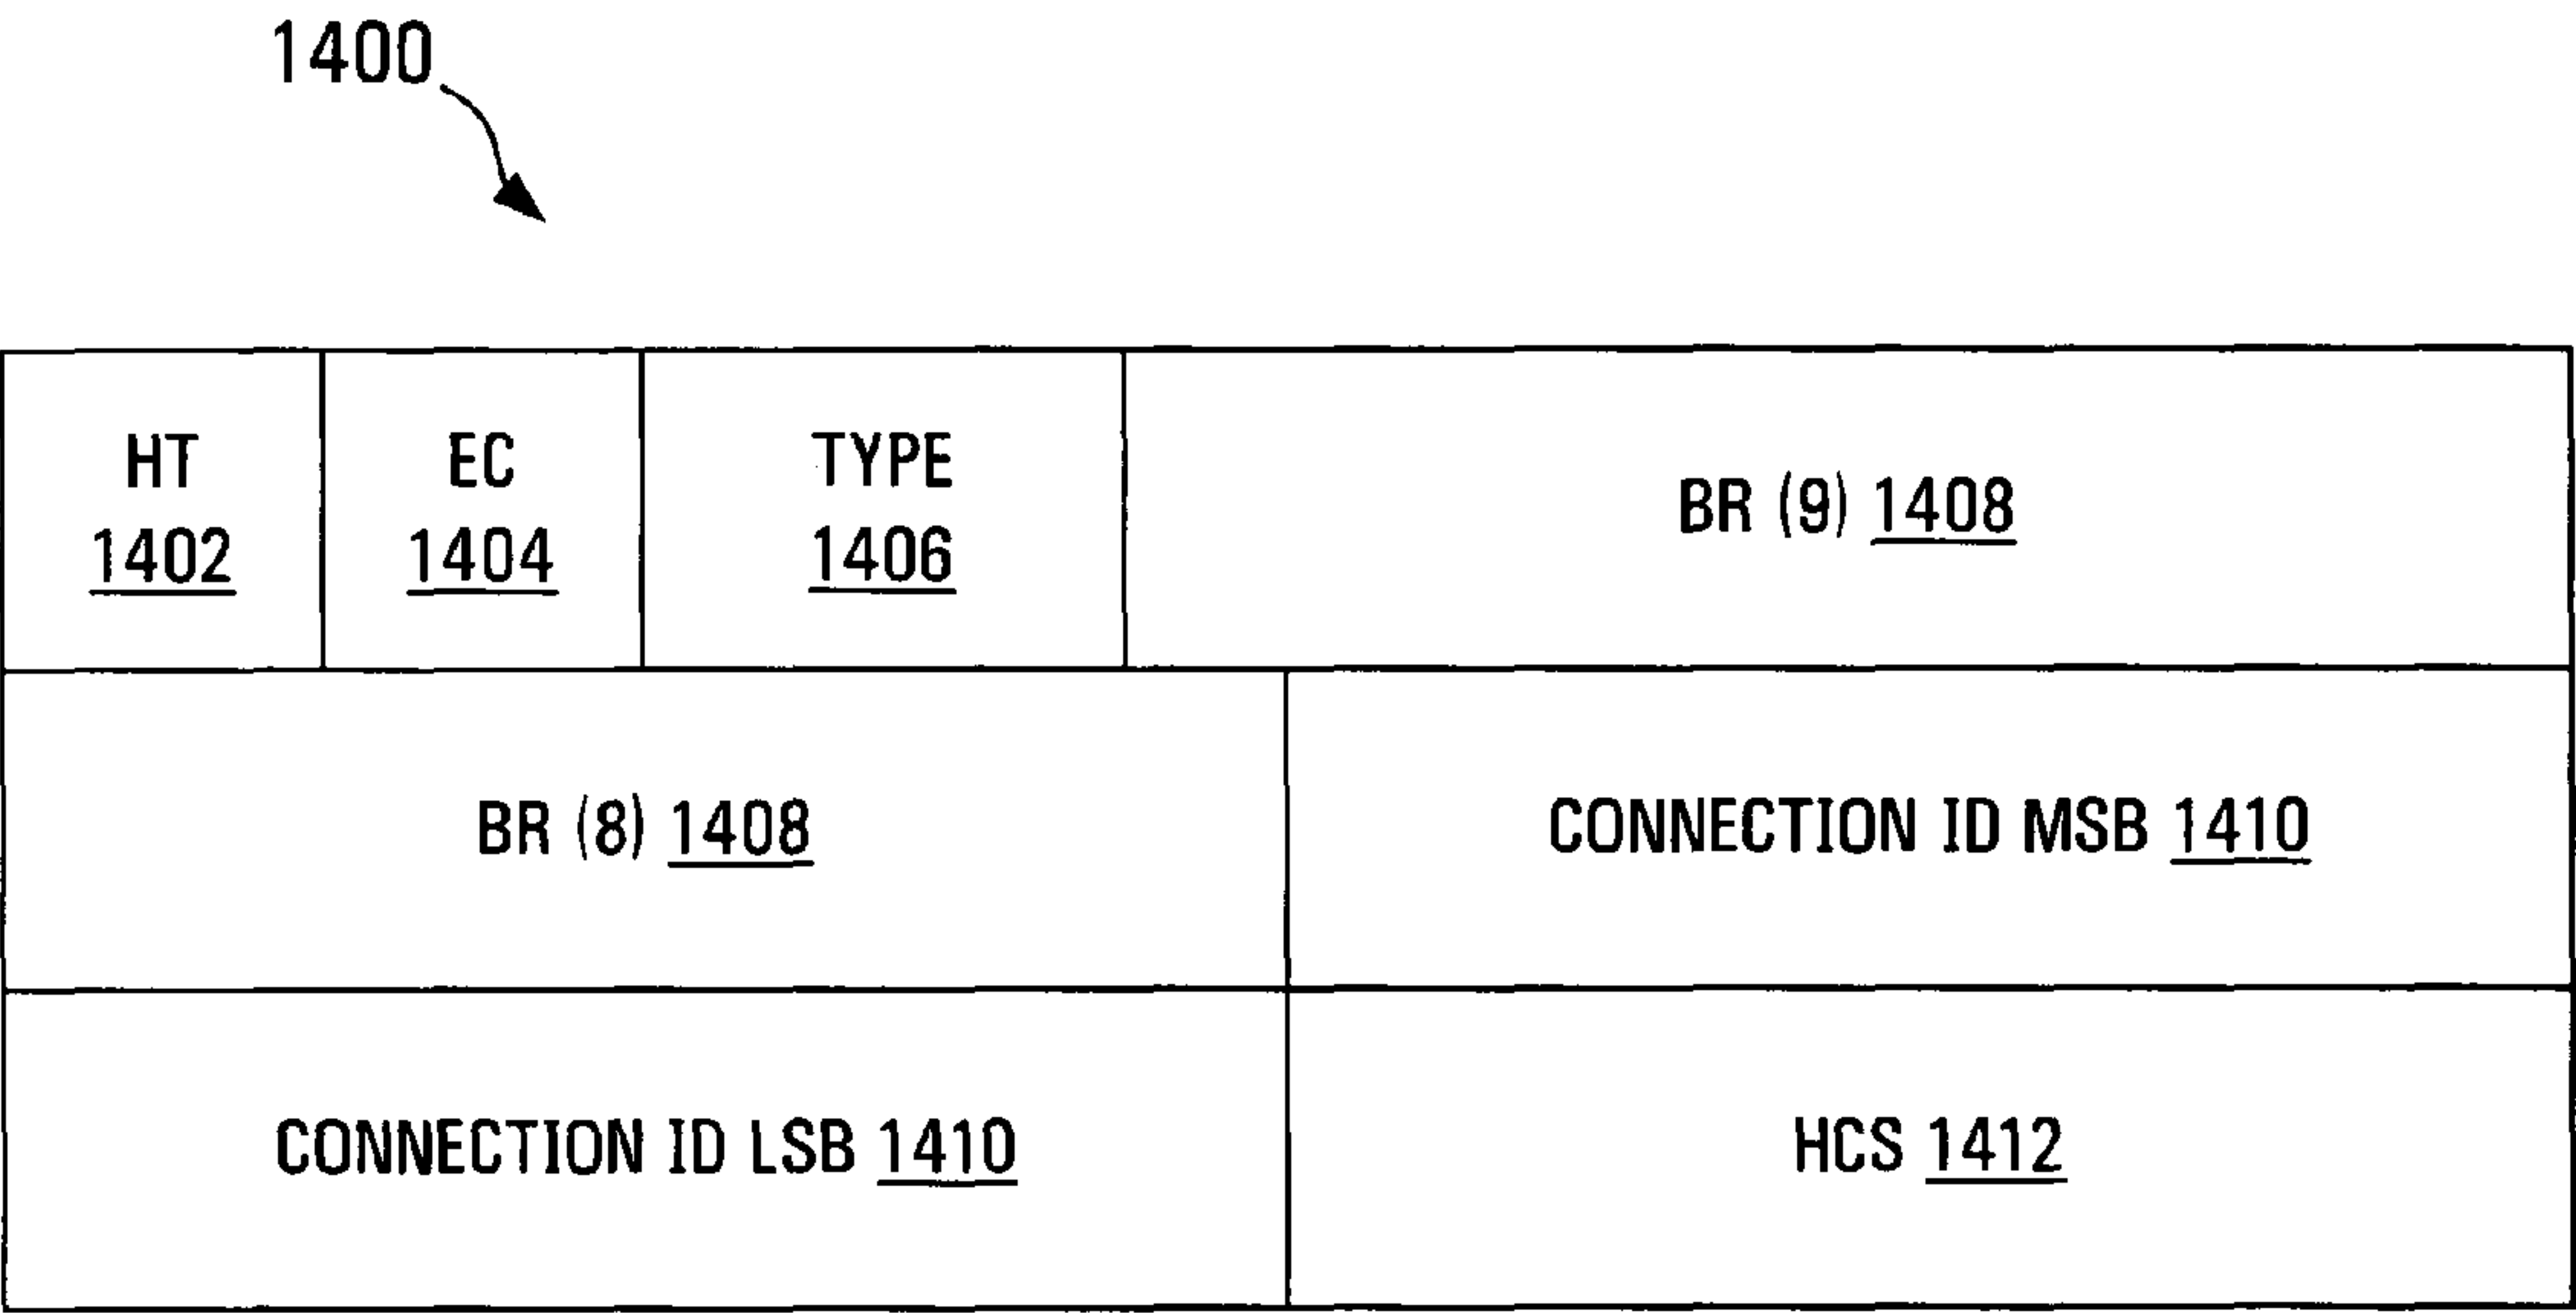 1400
HT
1402
EC
1404
TYPE
1406
BR (9) 1408
BR (8) 1408
CONNECTION ID MSB 1410
CONNECTION ID LSB 1410
HCS 1412